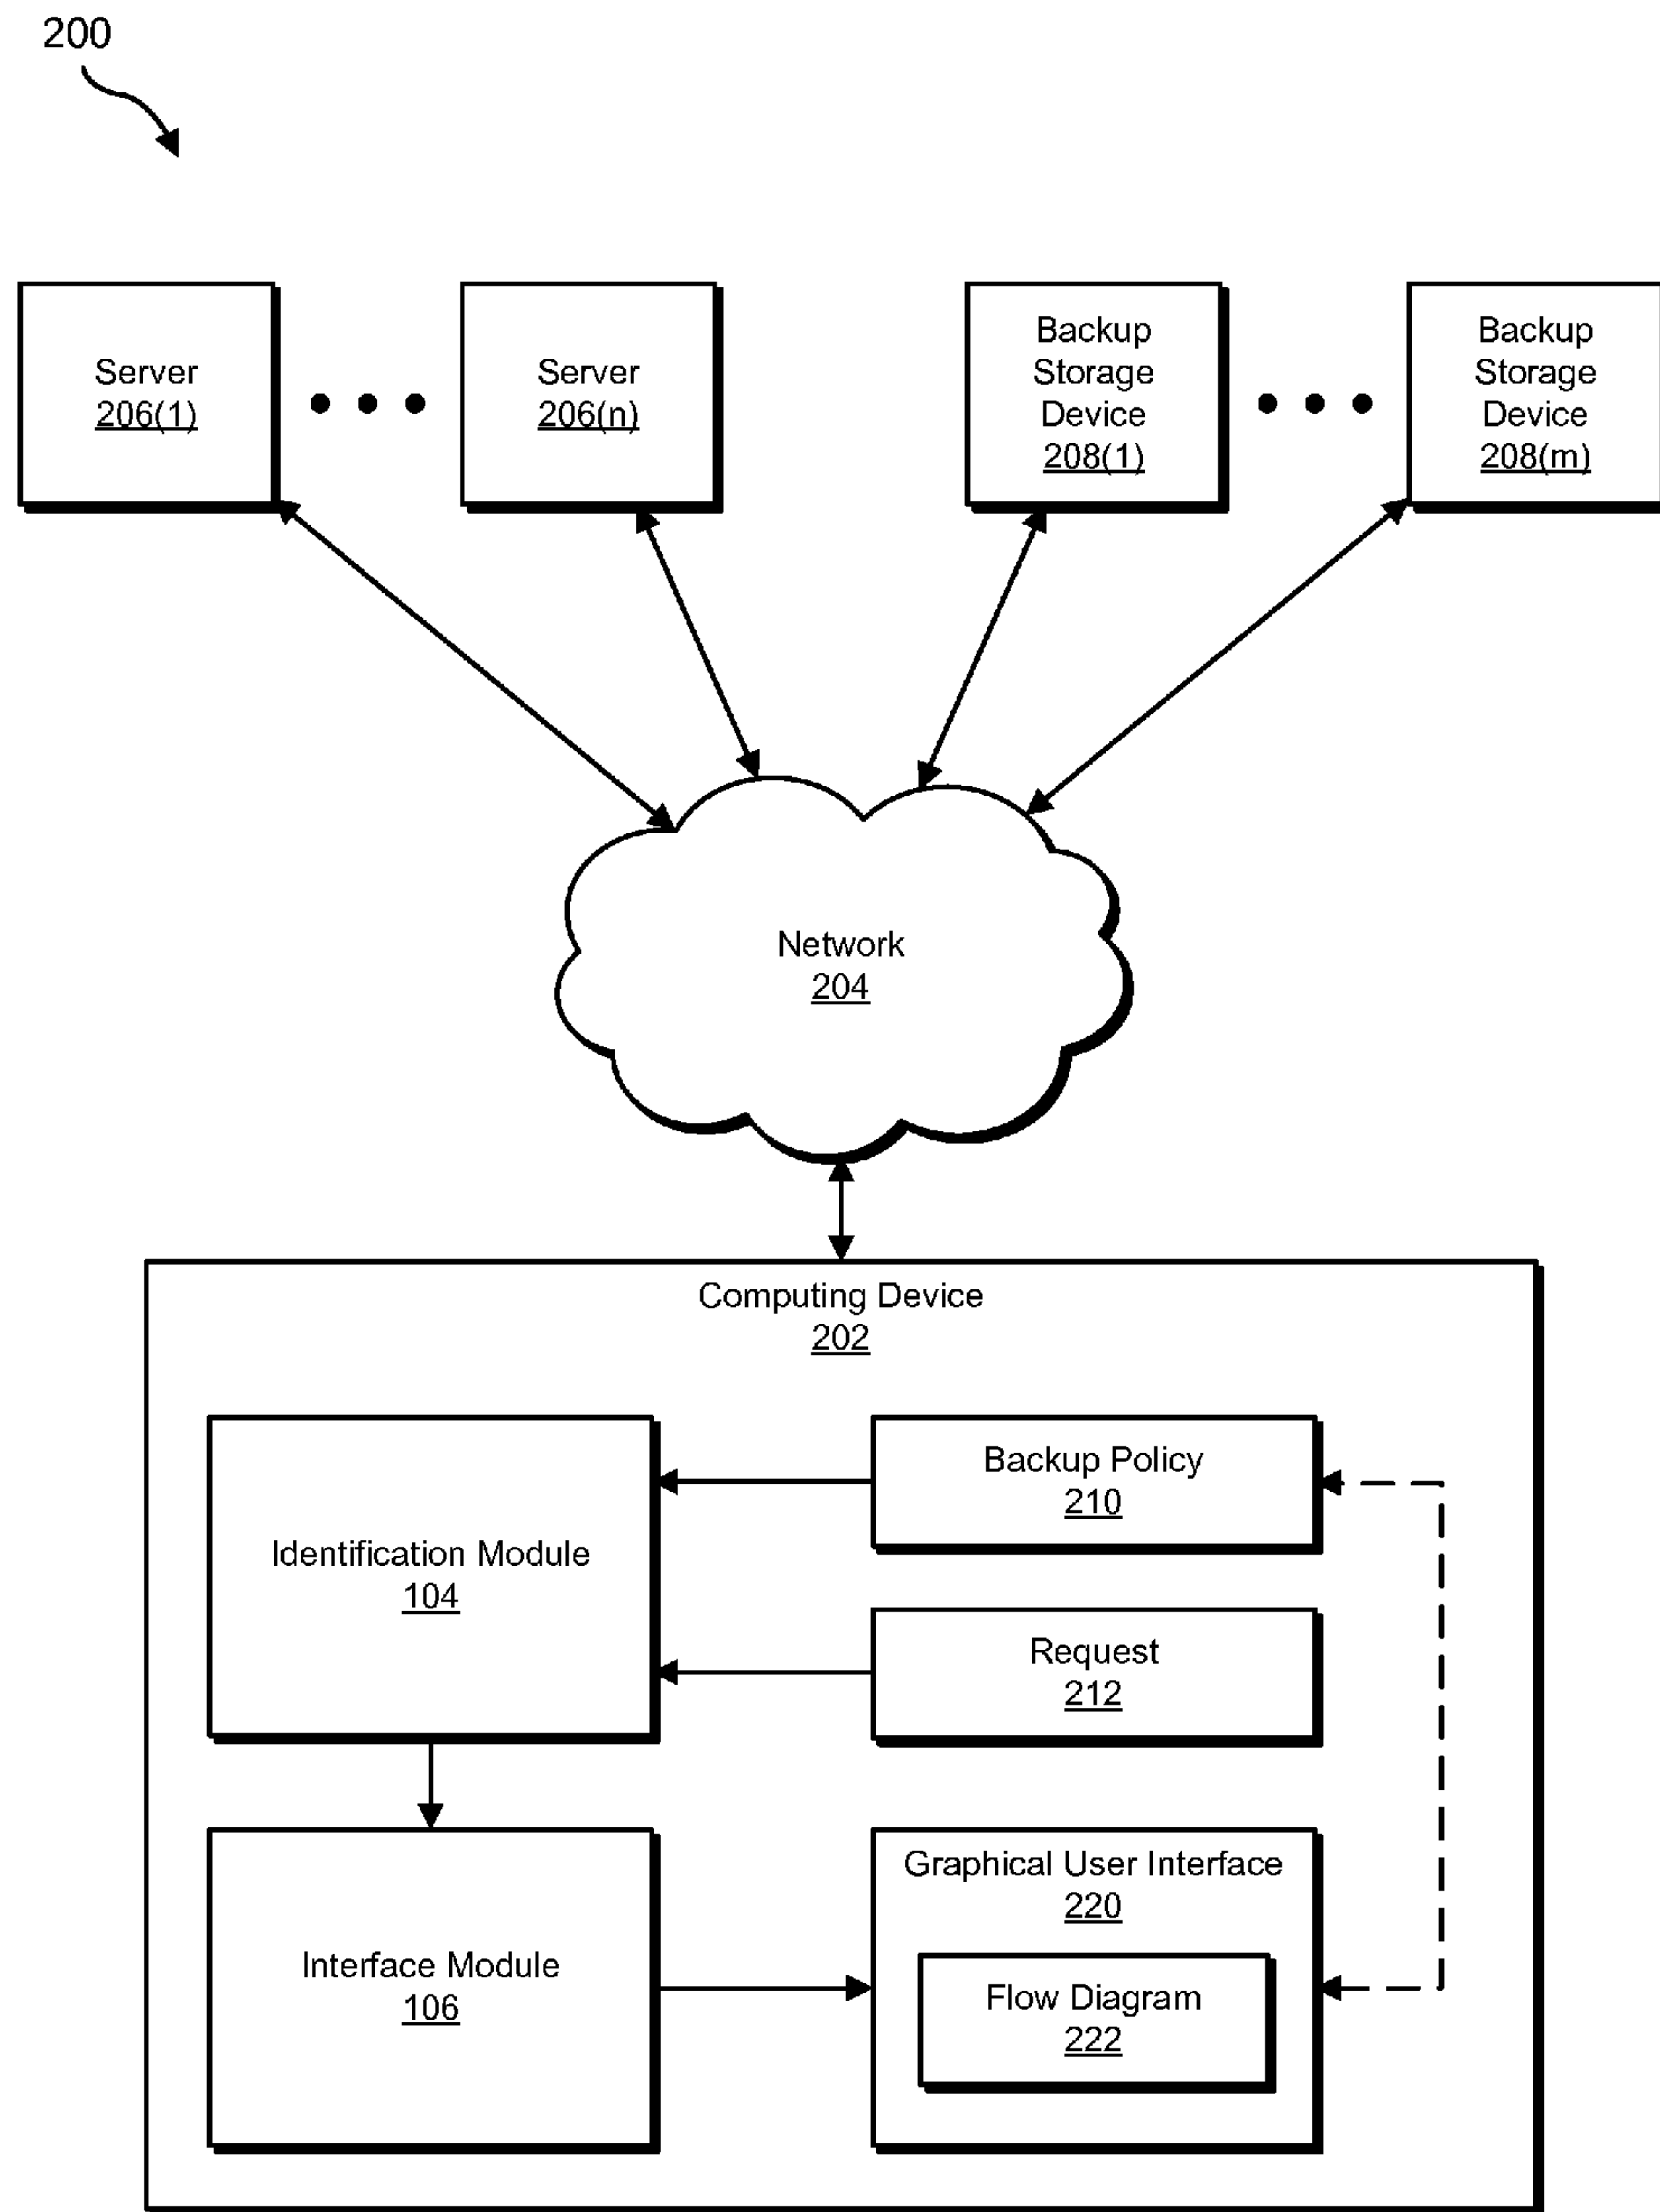 200
Server
206(1)
Server
206(n)
Backup
Storage
Device
208(1)
Backup
Storage
Device
208(m)
Network
204
Computing Device
202
Identification Module
104
Backup Policy
210
Request
212
Interface Module
106
Graphical User Interface
220
Flow Diagram
222